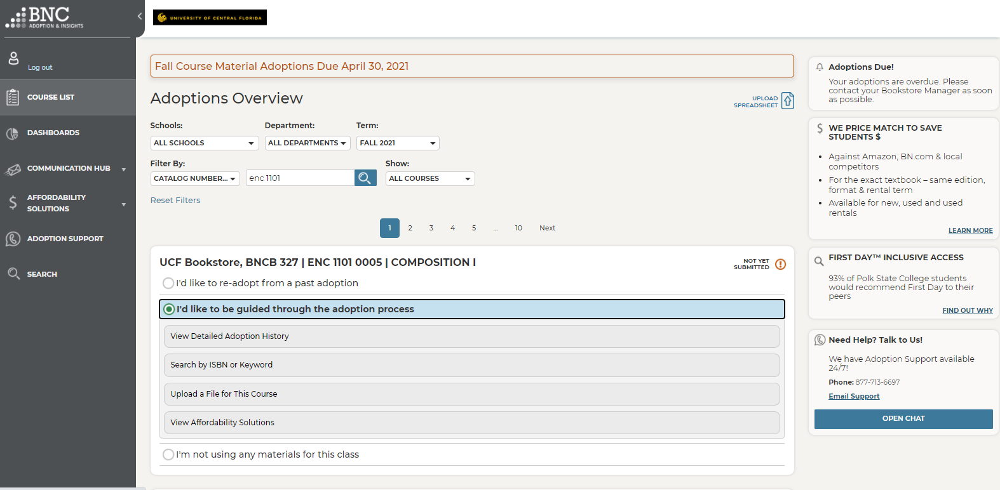 BNC
ADOPTION & INSIGHTS
UNIVERSITY OF CENTRAL FLORIDA
Log out
COURSE LIST
DASHBOARDS
COMMUNICATION HUB
AFFORDABILITY
SOLUTIONS
ADOPTION SUPPORT
SEARCH
Fall Course Material Adoptions Due April 30, 2021
Adoptions Overview
UPLOAD
SPREADSHEET
Schools: Department: Term:
ALL SCHOOLS ALL DEPARTMENTS FALL 2021
Filter By: Show:
CATALOG NUMBER... enc 1101 ALL COURSES
Reset Filters
1 2 3 4 5 ... 10 Next
UCF Bookstore, BNCB 327 | ENC 1101 0005 | COMPOSITION I
NOT YET
SUBMITTED
I'd like to re-adopt from a past adoption
I'd like to be guided through the adoption process
View Detailed Adoption History
Search by ISBN or Keyword
Upload a File for This Course
View Affordability Solutions
I'm not using any materials for this class
Adoptions Due!
Your adoptions are overdue. Please
contact your Bookstore Manager as soon
as possible.
$ WE PRICE MATCH TO SAVE
STUDENTS $
• Against Amazon, BN.com & local
competitors
• For the exact textbook – same edition,
format & rental term
• Available for new, used and used
rentals
LEARN MORE
FIRST DAY™ INCLUSIVE ACCESS
93% of Polk State College students
would recommend First Day to their
peers
FIND OUT WHY
Need Help? Talk to Us!
We have Adoption Support available
24/7!
Phone: 877-713-6697
Email Support
OPEN CHAT